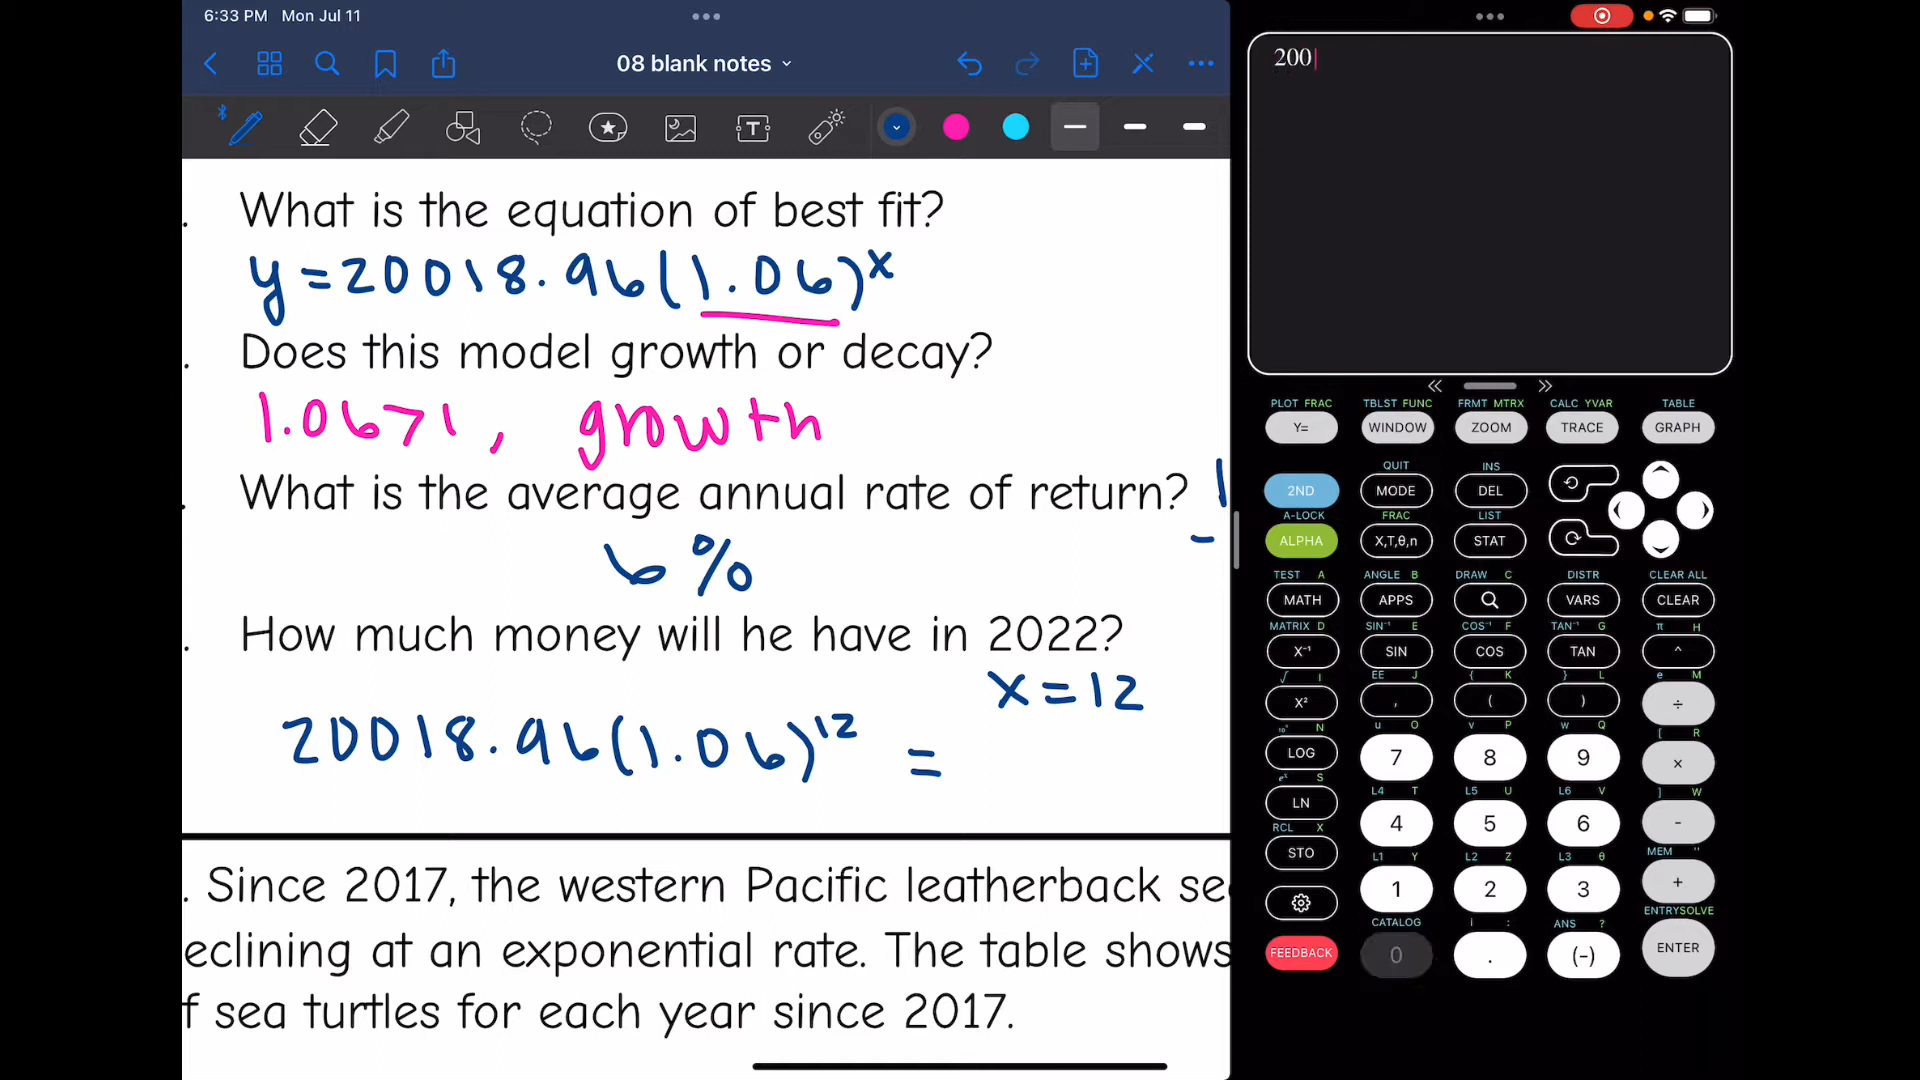 6:33 PM Mon Jul 11
08 blank notes
T
. What is the equation of best fit?
y = 20018.96(1.06)^x
. Does this model growth or decay?
1.06>1, growth
. What is the average annual rate of return? 1
6% -
. How much money will he have in 2022?
x = 12
20018.96(1.06)^12 =
. Since 2017, the western Pacific leatherback se
eclining at an exponential rate. The table shows
f sea turtles for each year since 2017.
200
PLOT FRAC TBLST FUNC FRMT MTRX CALC YVAR TABLE
Y= WINDOW ZOOM TRACE GRAPH
QUIT INS
2ND MODE DEL
A-LOCK FRAC LIST
ALPHA X,T,θ,n STAT
TEST A ANGLE B DRAW C DISTR CLEAR ALL
MATH APPS VARS CLEAR
MATRIX D SIN⁻¹ E COS⁻¹ F TAN⁻¹ G π H
X⁻¹ SIN COS TAN ^
√ I EE J { K } L e M
X² , ( ) ÷
10ˣ N u O v P w Q [ R
LOG 7 8 9 ×
eˣ S L4 T L5 U L6 V ] W
LN 4 5 6 -
RCL X L1 Y L2 Z L3 θ MEM "
STO 1 2 3 +
CATALOG i : ANS ? ENTRY SOLVE
FEEDBACK 0 . (-) ENTER